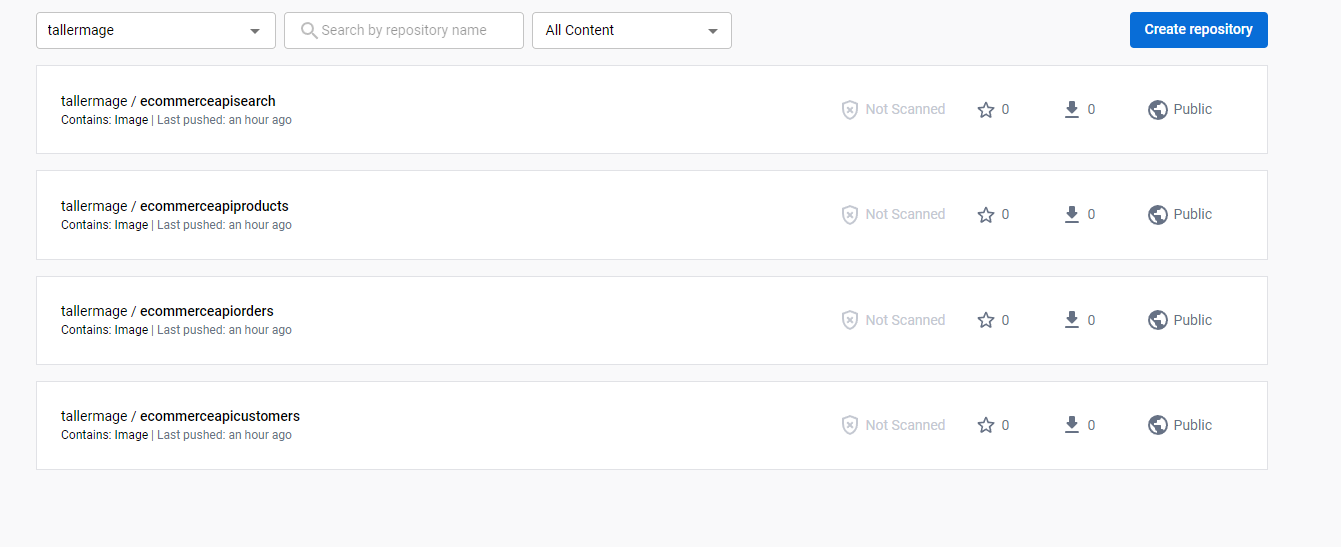 tallermage
Search by repository name
All Content
Create repository
tallermage / ecommerceapisearch
Contains: Image | Last pushed: an hour ago
Not Scanned
0
0
Public
tallermage / ecommerceapiproducts
Contains: Image | Last pushed: an hour ago
Not Scanned
0
0
Public
tallermage / ecommerceapiorders
Contains: Image | Last pushed: an hour ago
Not Scanned
0
0
Public
tallermage / ecommerceapicustomers
Contains: Image | Last pushed: an hour ago
Not Scanned
0
0
Public